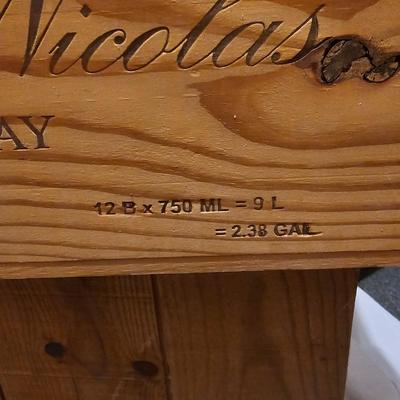 Nicolas
AY
12 B x 750 ML = 9 L
= 2.38 GAL